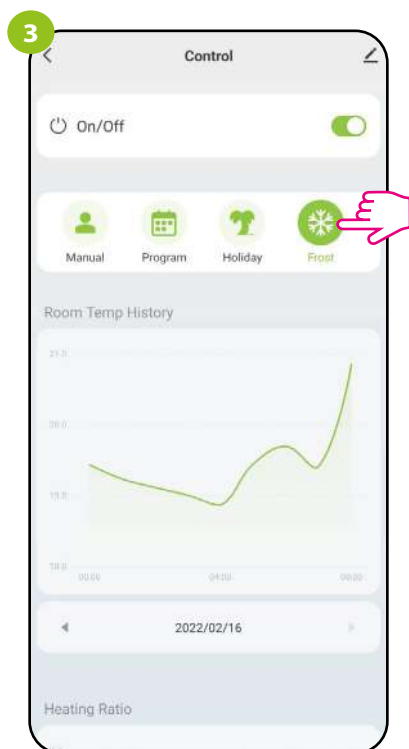 3
Control
On/Off
Manual Program Holiday Frost
Room Temp History
21.0
20.0
19.0
18.0
00:00 04:00 08:00
2022/02/16
Heating Ratio